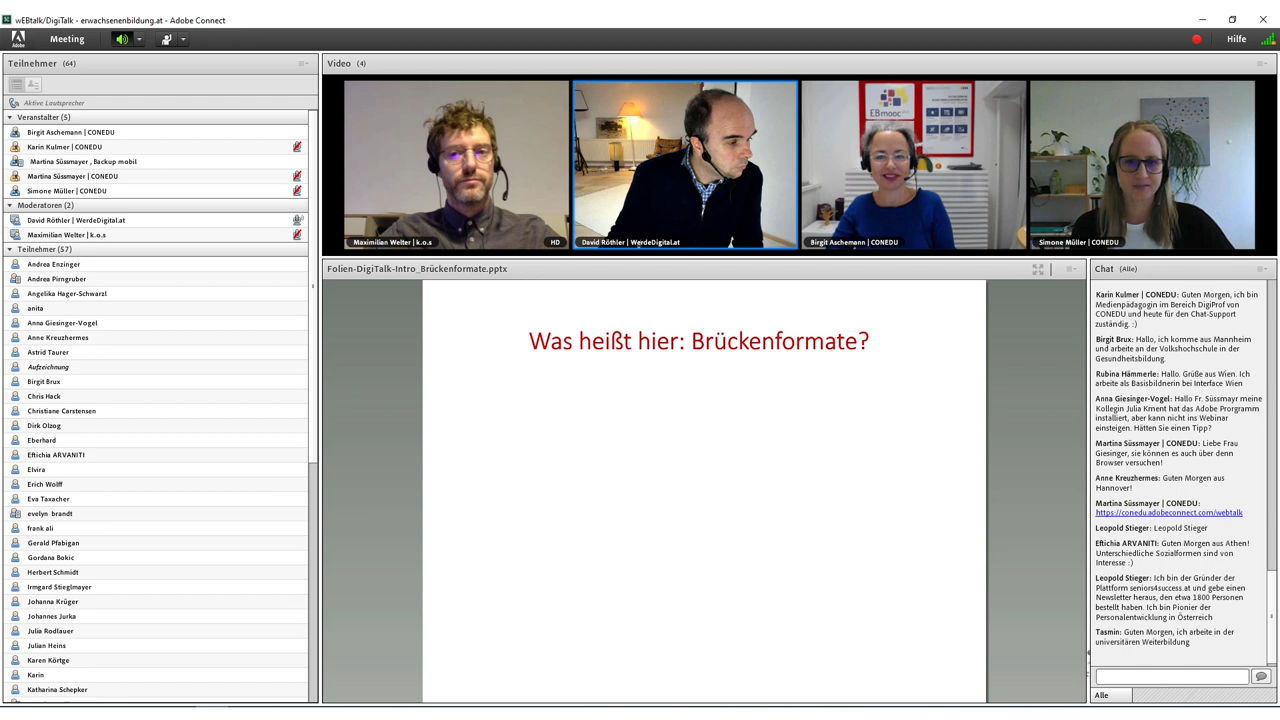 wEBtalk/DigiTalk - erwachsenenbildung.at - Adobe Connect
Adobe
Meeting
Hilfe
Teilnehmer (64)
Aktive Lautsprecher
Veranstalter (5)
Birgit Aschemann | CONEDU
Karin Kulmer | CONEDU
Martina Süssmayer , Backup mobil
Martina Süssmayer | CONEDU
Simone Müller | CONEDU
Moderatoren (2)
David Röthler | WerdeDigital.at
Maximilian Welter | k.o.s
Teilnehmer (57)
Andrea Enzinger
Andrea Pirngruber
Angelika Hager-Schwarzl
anita
Anna Giesinger-Vogel
Anne Kreuzhermes
Astrid Taurer
Aufzeichnung
Birgit Brux
Chris Hack
Christiane Carstensen
Dirk Olzog
Eberhard
Eftichia ARVANITI
Elvira
Erich Wolff
Eva Taxacher
evelyn brandt
frank ali
Gerald Pfabigan
Gordana Bokic
Herbert Schmidt
Irmgard Stieglmayer
Johanna Krüger
Johannes Jurka
Julia Rodlauer
Julian Heins
Karen Körtge
Karin
Katharina Schepker
Video (4)
EBmooc
Maximilian Welter | k.o.s
HD
David Röthler | WerdeDigital.at
Birgit Aschemann | CONEDU
Simone Müller | CONEDU
Folien-DigiTalk-Intro_Brückenformate.pptx
Was heißt hier: Brückenformate?
Chat (Alle)
Karin Kulmer | CONEDU: Guten Morgen, ich bin
Medienpädagogin im Bereich DigiProf von
CONEDU und heute für den Chat-Support
zuständig. :)
Birgit Brux: Hallo, ich komme aus Mannheim
und arbeite an der Volkshochschule in der
Gesundheitsbildung.
Rubina Hämmerle: Hallo. Grüße aus Wien. Ich
arbeite als Basisbildnerin bei Interface Wien
Anna Giesinger-Vogel: Hallo Fr. Süssmayr meine
Kollegin Julia Kment hat das Adobe Prorgramm
installiert, aber kann nicht ins Webinar
einsteigen. Hätten Sie einen Tipp?
Martina Süssmayer | CONEDU: Liebe Frau
Giesinger, sie können es auch über denn
Browser versuchen!
Anne Kreuzhermes: Guten Morgen aus
Hannover!
Martina Süssmayer | CONEDU:
https://conedu.adobeconnect.com/webtalk
Leopold Stieger: Leopold Stieger
Eftichia ARVANITI: Guten Morgen aus Athen!
Unterschiedliche Sozialformen sind von
Interesse :)
Leopold Stieger: Ich bin der Gründer der
Plattform seniors4success.at und gebe einen
Newsletter heraus, den etwa 1800 Personen
bestellt haben. Ich bin Pionier der
Personalentwicklung in Österreich
Tasmin: Guten Morgen, ich arbeite in der
universitären Weiterbildung
Alle